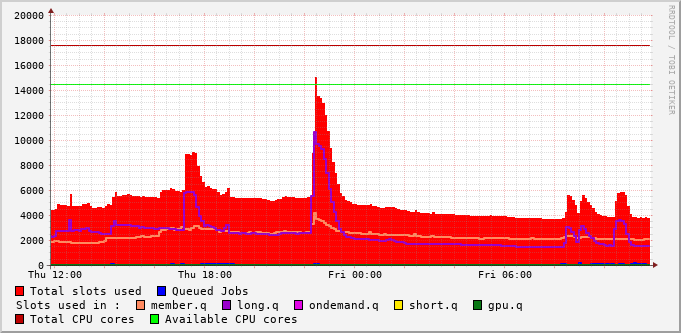 20000
18000
16000
14000
12000
10000
8000
6000
4000
2000
0
Thu 12:00 Thu 18:00 Fri 00:00 Fri 06:00
Total slots used Queued Jobs
Slots used in : member.q long.q ondemand.q short.q gpu.q
Total CPU cores Available CPU cores
RRDTOOL / TOBI OETIKER